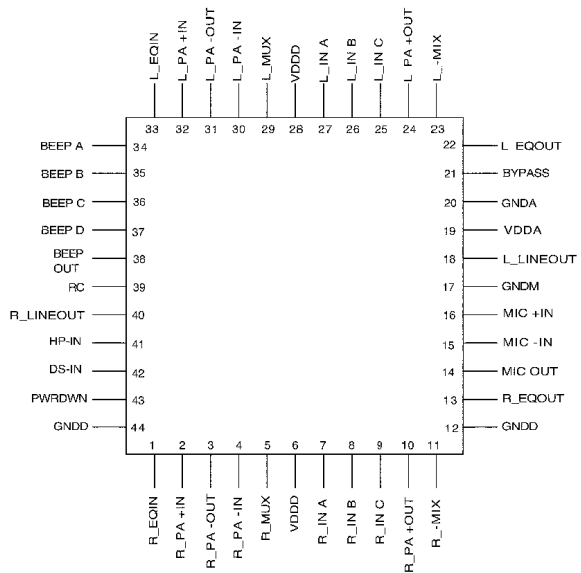 L_EQIN
L_PA +IN
L_PA -OUT
L_PA -IN
L_MUX
VDDD
L_IN A
L_IN B
L_IN C
L_PA +OUT
L_-MIX
33 32 31 30 29 28 27 26 25 24 23
BEEP A 34 22 L_EQOUT
BEEP B 35 21 BYPASS
BEEP C 36 20 GNDA
BEEP D 37 19 VDDA
BEEP
OUT 38 18 L_LINEOUT
RC 39 17 GNDM
R_LINEOUT 40 16 MIC +IN
HP-IN 41 15 MIC -IN
DS-IN 42 14 MIC OUT
PWRDWN 43 13 R_EQOUT
GNDD 44 12 GNDD
1 2 3 4 5 6 7 8 9 10 11
R_EQIN
R_PA +IN
R_PA -OUT
R_PA -IN
R_MUX
VDDD
R_IN A
R_IN B
R_IN C
R_PA +OUT
R_-MIX